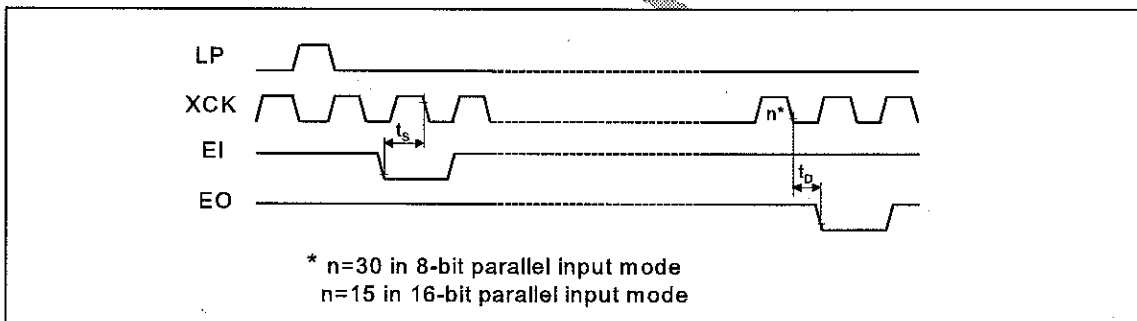 LP
XCK
n*
tS
EI
tD
EO
* n=30 in 8-bit parallel input mode
n=15 in 16-bit parallel input mode